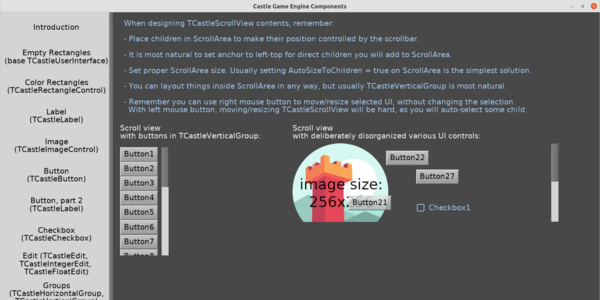 Castle Game Engine Components
Introduction
Empty Rectangles
(base TCastleUserInterface)
Color Rectangles
(TCastleRectangleControl)
Label
(TCastleLabel)
Image
(TCastleImageControl)
Button
(TCastleButton)
Button, part 2
(TCastleLabel)
Checkbox
(TCastleCheckbox)
Edit (TCastleEdit,
TCastleIntegerEdit,
TCastleFloatEdit)
Groups
(TCastleHorizontalGroup,
When designing TCastleScrollView contents, remember:
- Place children in ScrollArea to make their position controlled by the scrollbar.
- It is most natural to set anchor to left-top for direct children you will add to ScrollArea.
- Set proper ScrollArea size. Usually setting AutoSizeToChildren = true on ScrollArea is the simplest solution.
- You can layout things inside ScrollArea in any way, but usually TCastleVerticalGroup is most natural.
- Remember you can use right mouse button to move/resize selected UI, without changing the selection.
With left mouse button, moving/resizing TCastleScrollView will be hard, as you will auto-select some child.
Scroll view
with buttons in TCastleVerticalGroup:
Button1
Button2
Button3
Button4
Button5
Button6
Button7
Scroll view
with deliberately disorganized various UI controls:
image size:
256x
Button21
Button22
Button27
Checkbox1